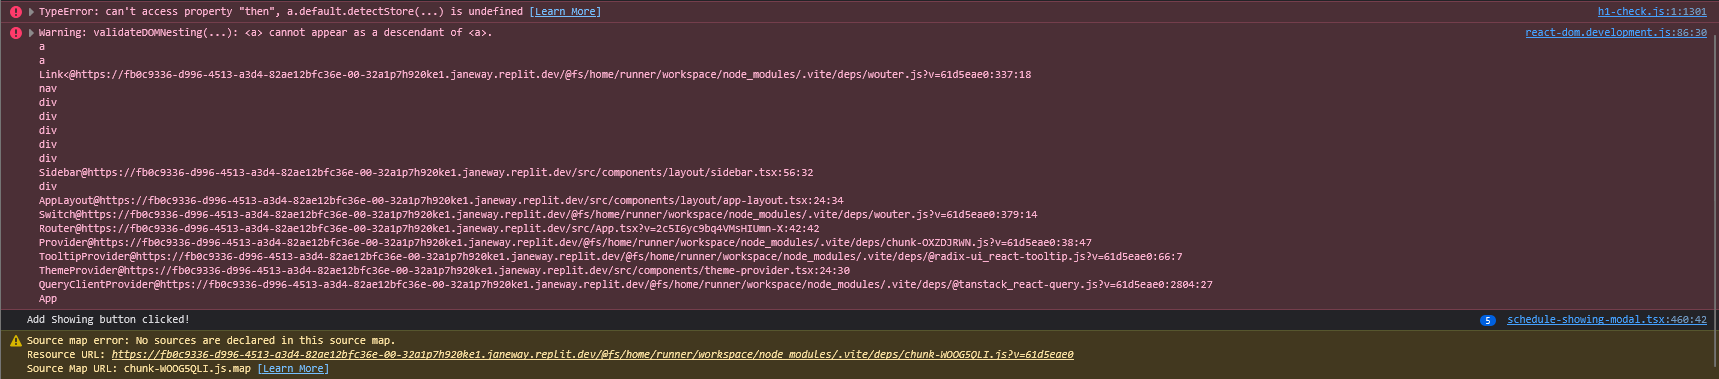 TypeError: can't access property "then", a.default.detectStore(...) is undefined [Learn More] h1-check.js:1:1301
Warning: validateDOMNesting(...): <a> cannot appear as a descendant of <a>. react-dom.development.js:86:30
a
a
Link<@https://fb0c9336-d996-4513-a3d4-82ae12bfc36e-00-32a1p7h920ke1.janeway.replit.dev/@fs/home/runner/workspace/node_modules/.vite/deps/wouter.js?v=61d5eae0:337:18
nav
div
div
div
div
div
Sidebar@https://fb0c9336-d996-4513-a3d4-82ae12bfc36e-00-32a1p7h920ke1.janeway.replit.dev/src/components/layout/sidebar.tsx:56:32
div
AppLayout@https://fb0c9336-d996-4513-a3d4-82ae12bfc36e-00-32a1p7h920ke1.janeway.replit.dev/src/components/layout/app-layout.tsx:24:34
Switch@https://fb0c9336-d996-4513-a3d4-82ae12bfc36e-00-32a1p7h920ke1.janeway.replit.dev/@fs/home/runner/workspace/node_modules/.vite/deps/wouter.js?v=61d5eae0:379:14
Router@https://fb0c9336-d996-4513-a3d4-82ae12bfc36e-00-32a1p7h920ke1.janeway.replit.dev/src/App.tsx?v=2c5I6yc9bq4VMsHIUmn-X:42:42
Provider@https://fb0c9336-d996-4513-a3d4-82ae12bfc36e-00-32a1p7h920ke1.janeway.replit.dev/@fs/home/runner/workspace/node_modules/.vite/deps/chunk-OXZDJRWN.js?v=61d5eae0:38:47
TooltipProvider@https://fb0c9336-d996-4513-a3d4-82ae12bfc36e-00-32a1p7h920ke1.janeway.replit.dev/@fs/home/runner/workspace/node_modules/.vite/deps/@radix-ui_react-tooltip.js?v=61d5eae0:66:7
ThemeProvider@https://fb0c9336-d996-4513-a3d4-82ae12bfc36e-00-32a1p7h920ke1.janeway.replit.dev/src/components/theme-provider.tsx:24:30
QueryClientProvider@https://fb0c9336-d996-4513-a3d4-82ae12bfc36e-00-32a1p7h920ke1.janeway.replit.dev/@fs/home/runner/workspace/node_modules/.vite/deps/@tanstack_react-query.js?v=61d5eae0:2804:27
App
Add Showing button clicked! 5 schedule-showing-modal.tsx:460:42
Source map error: No sources are declared in this source map.
Resource URL: https://fb0c9336-d996-4513-a3d4-82ae12bfc36e-00-32a1p7h920ke1.janeway.replit.dev/@fs/home/runner/workspace/node_modules/.vite/deps/chunk-WOOG5QLI.js?v=61d5eae0
Source Map URL: chunk-WOOG5QLI.js.map [Learn More]